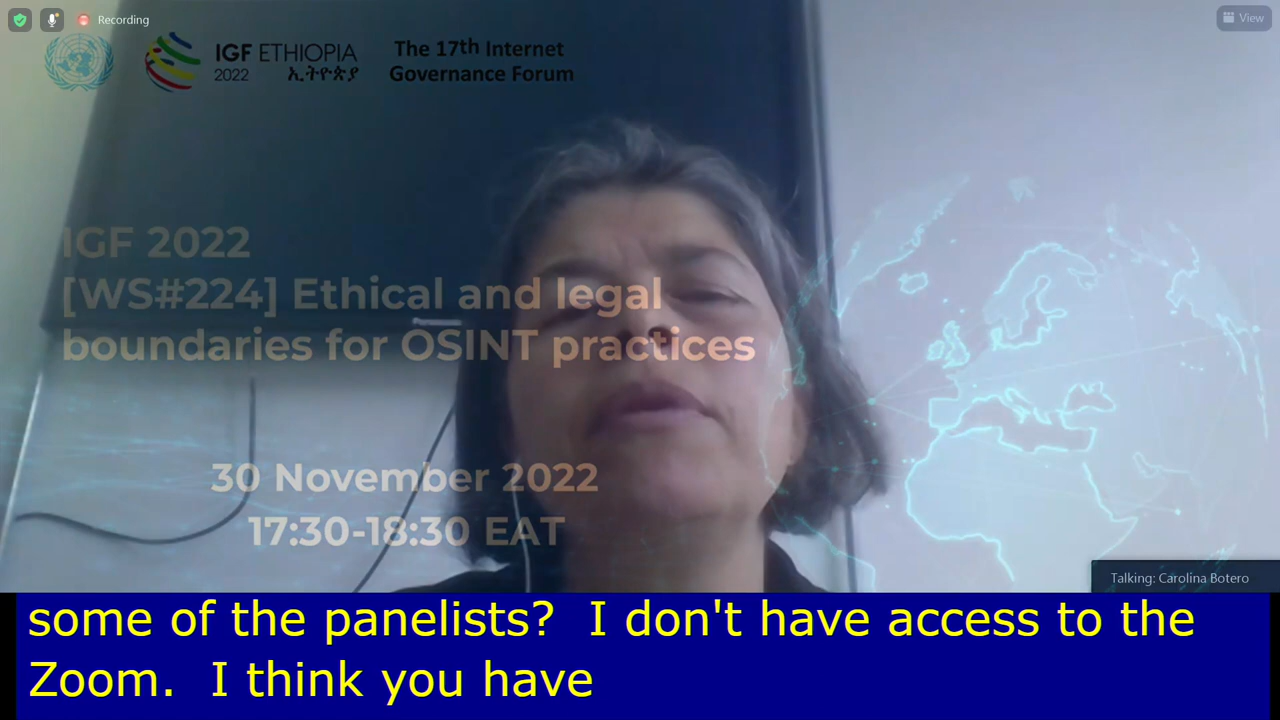 Recording
View
IGF ETHIOPIA
2022 ኢትዮጵያ
The 17th Internet
Governance Forum
IGF 2022
[WS#224] Ethical and legal
boundaries for OSINT practices
30 November 2022
17:30-18:30 EAT
Talking: Carolina Botero
some of the panelists?  I don't have access to the
Zoom.  I think you have